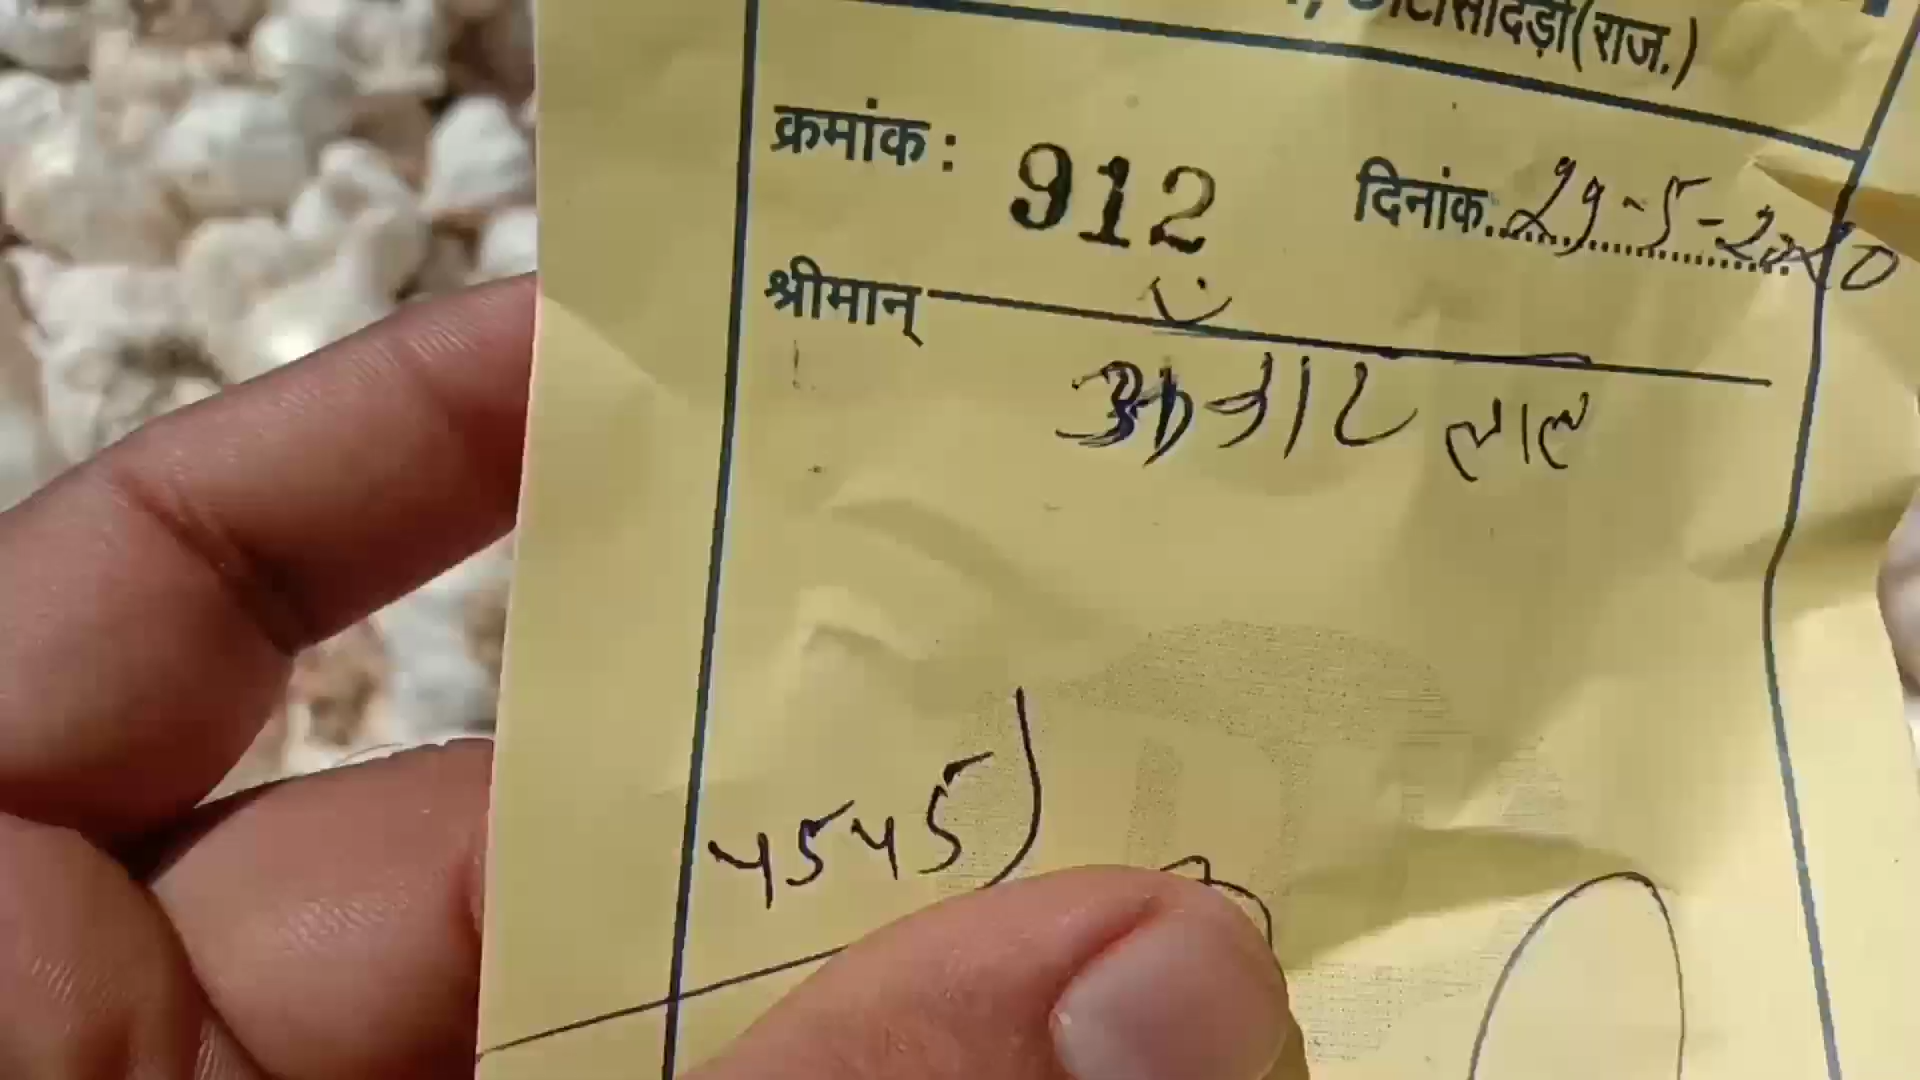 छोटीसादड़ी(राज.)
क्रमांक : 912 दिनांक 29-5-2020
श्रीमान्
लाल
4545)